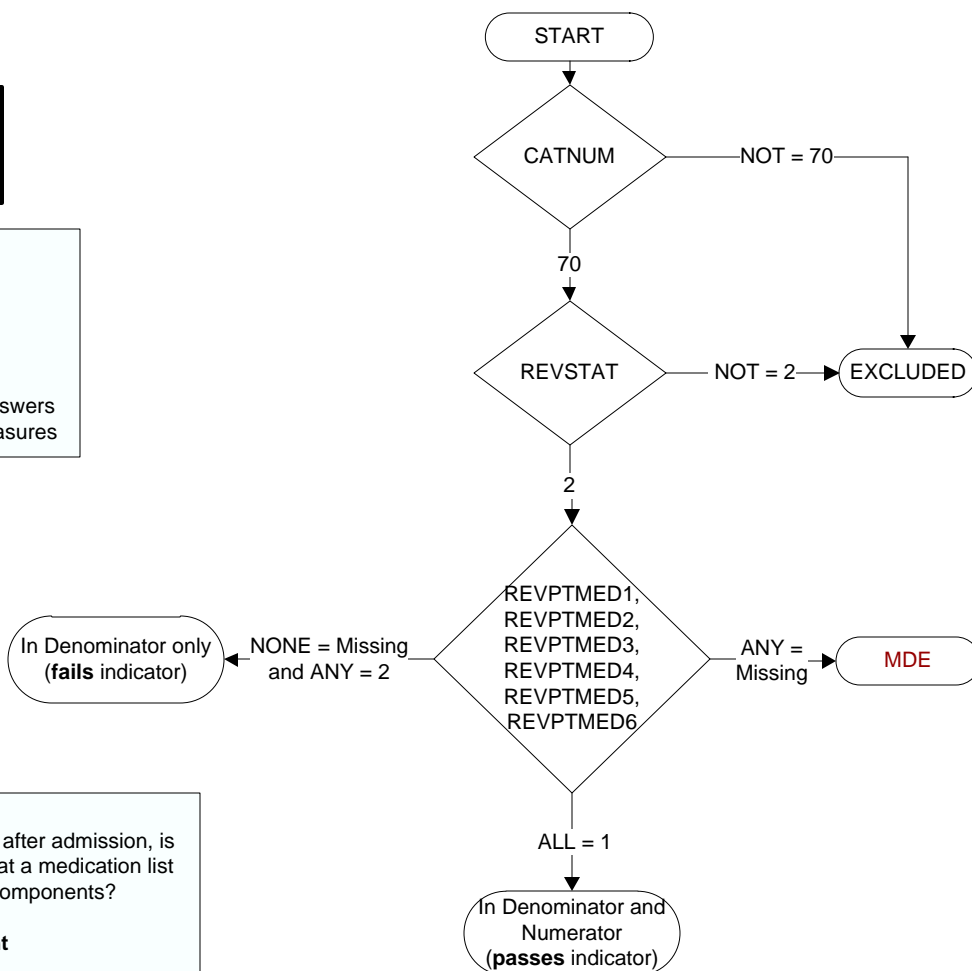 START
CATNUM
NOT = 70
70
REVSTAT
NOT = 2
EXCLUDED
asures
2
REVPTMED1,
REVPTMED2,
REVPTMED3,
REVPTMED4,
REVPTMED5,
REVPTMED6
In Denominator only
(fails indicator)
NONE = Missing
and ANY = 2
ANY =
Missing
MDE
after admission, is
at a medication list
omponents?
ALL = 1
In Denominator and
Numerator
(passes indicator)